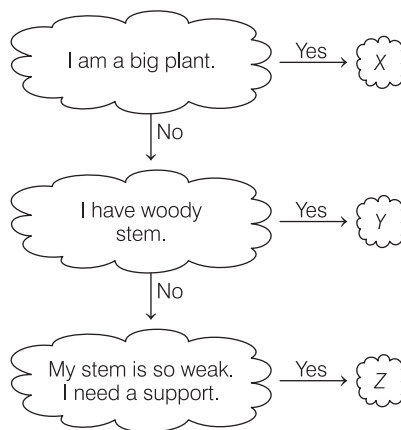 I am a big plant.
Yes
X
No
I have woody
stem.
Yes
Y
No
My stem is so weak.
I need a support.
Yes
Z